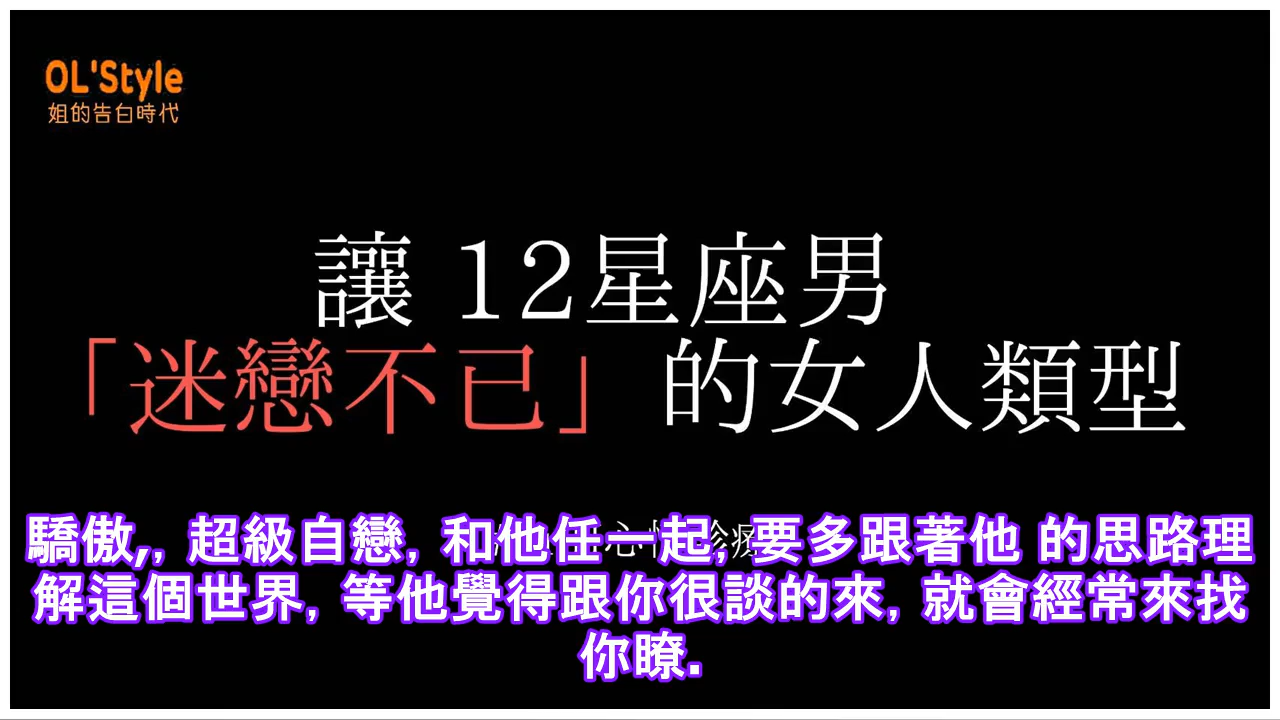 OL'Style
姐的告白時代
讓 12星座男
「迷戀不已」的女人類型
驕傲,, 超級自戀, 和他任一起, 要多跟著他 的思路理
解這個世界, 等他覺得跟你很談的來, 就會經常來找
你瞭.